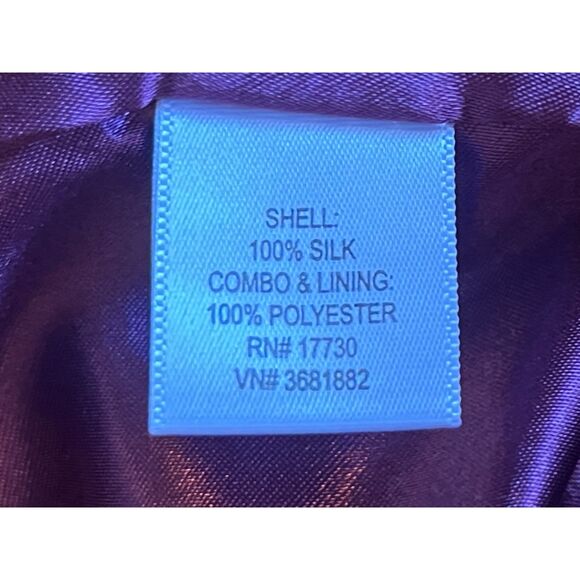 SHELL:
100% SILK
COMBO & LINING:
100% POLYESTER
RN# 17730
VN# 3681882